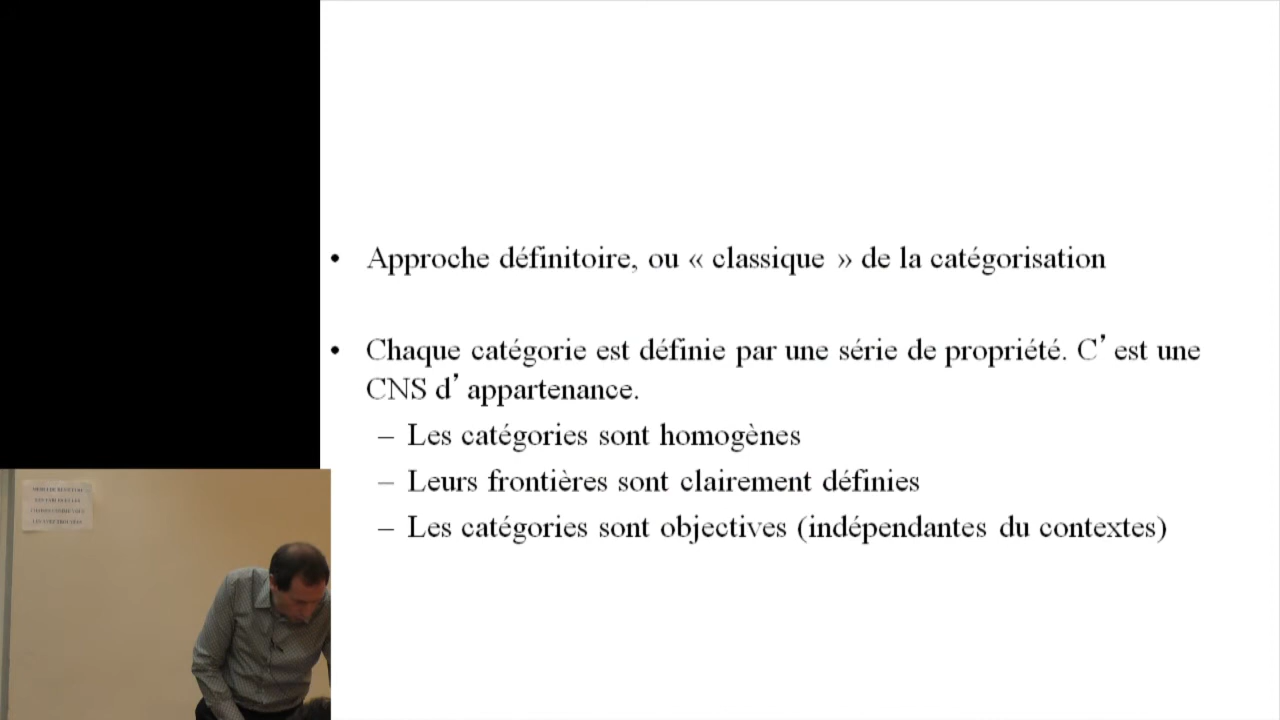 • Approche définitoire, ou « classique » de la catégorisation
• Chaque catégorie est définie par une série de propriété. C’est une
CNS d’appartenance.
– Les catégories sont homogènes
– Leurs frontières sont clairement définies
– Les catégories sont objectives (indépendantes du contextes)